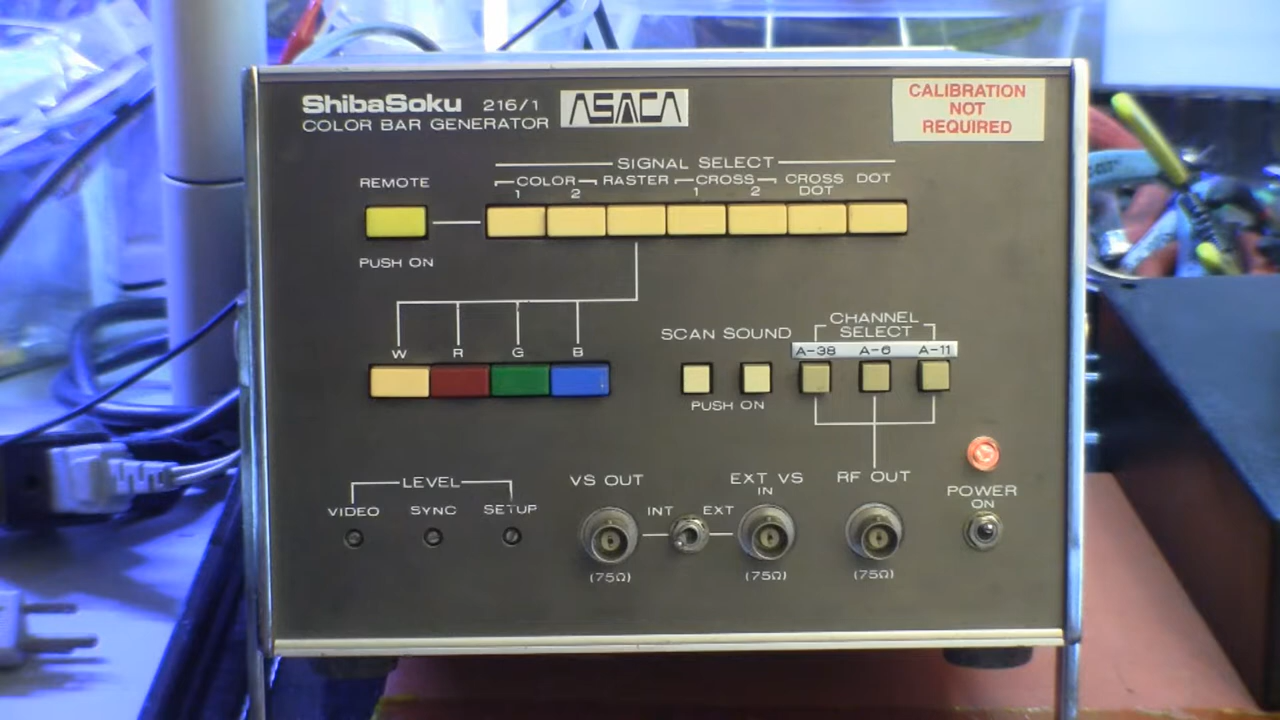 ShibaSoku 216/1 ASACA
COLOR BAR GENERATOR
CALIBRATION
NOT
REQUIRED
SIGNAL SELECT
REMOTE
COLOR RASTER CROSS CROSS DOT
1 2 1 2 DOT
PUSH ON
W R G B
SCAN SOUND
CHANNEL
SELECT
A-38 A-6 A-11
PUSH ON
LEVEL
VIDEO SYNC SETUP
VS OUT
INT EXT
EXT VS
IN
RF OUT
POWER
ON
(75Ω) (75Ω) (75Ω)